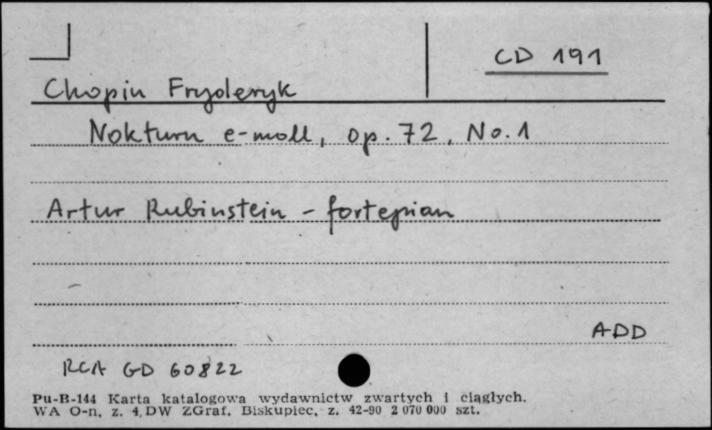 CD 191
Chopin Fryderyk
Nokturn e-moll, op. 72, No. 1
Artur Rubinstein - fortepian
ADD
RCA GD 60822
Pu-B-144 Karta katalogowa wydawnictw zwartych i ciągłych.
WA O-n, z. 4, DW ZGraf. Biskupiec, z. 42-90 2 070 000 szt.